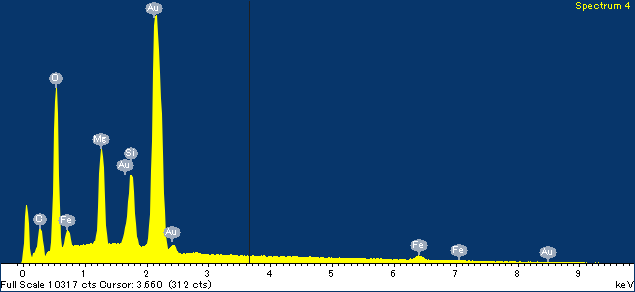 Spectrum 4
Au
O
Mg
Si
Au
O
Fe
Au
Fe
Fe
Au
0 1 2 3 4 5 6 7 8 9
Full Scale 10317 cts Cursor: 3.660 (312 cts) keV